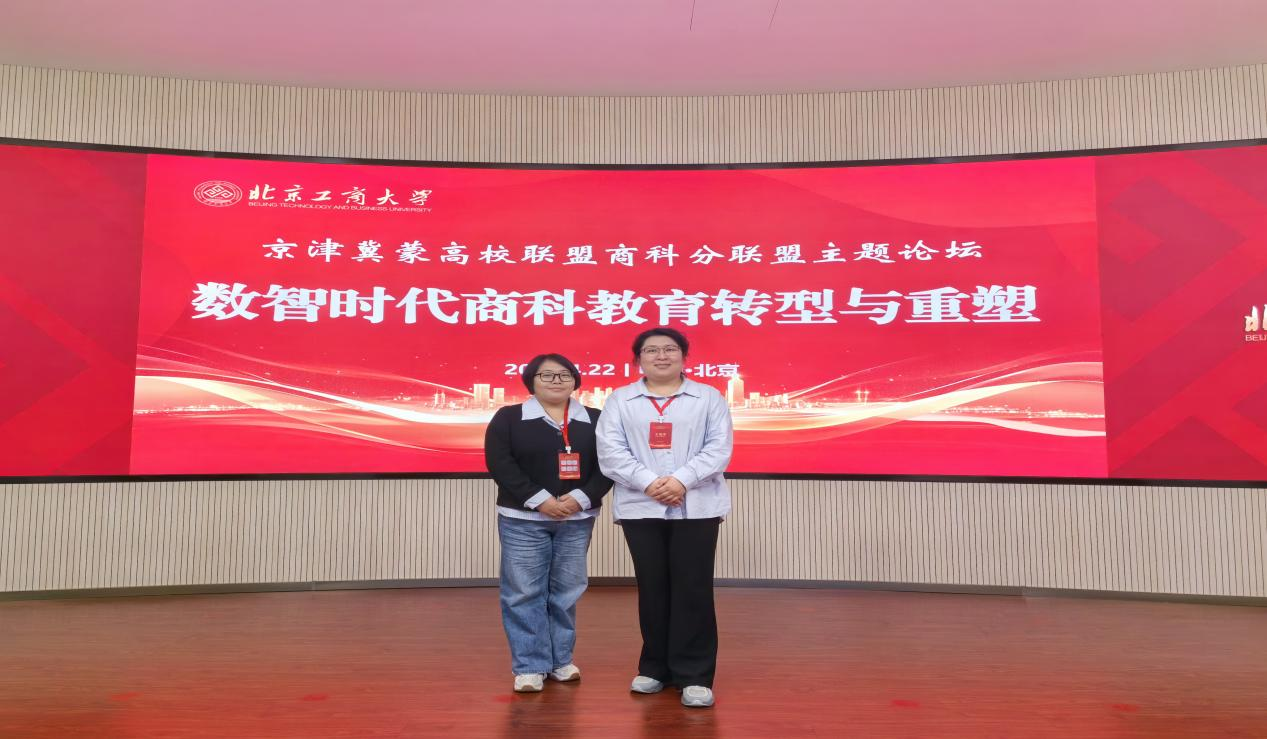 北京工商大学
BEIJING TECHNOLOGY AND BUSINESS UNIVERSITY
京津冀蒙高校联盟商科分联盟主题论坛
数智时代商科教育转型与重塑
.22 | ·北京
BEI